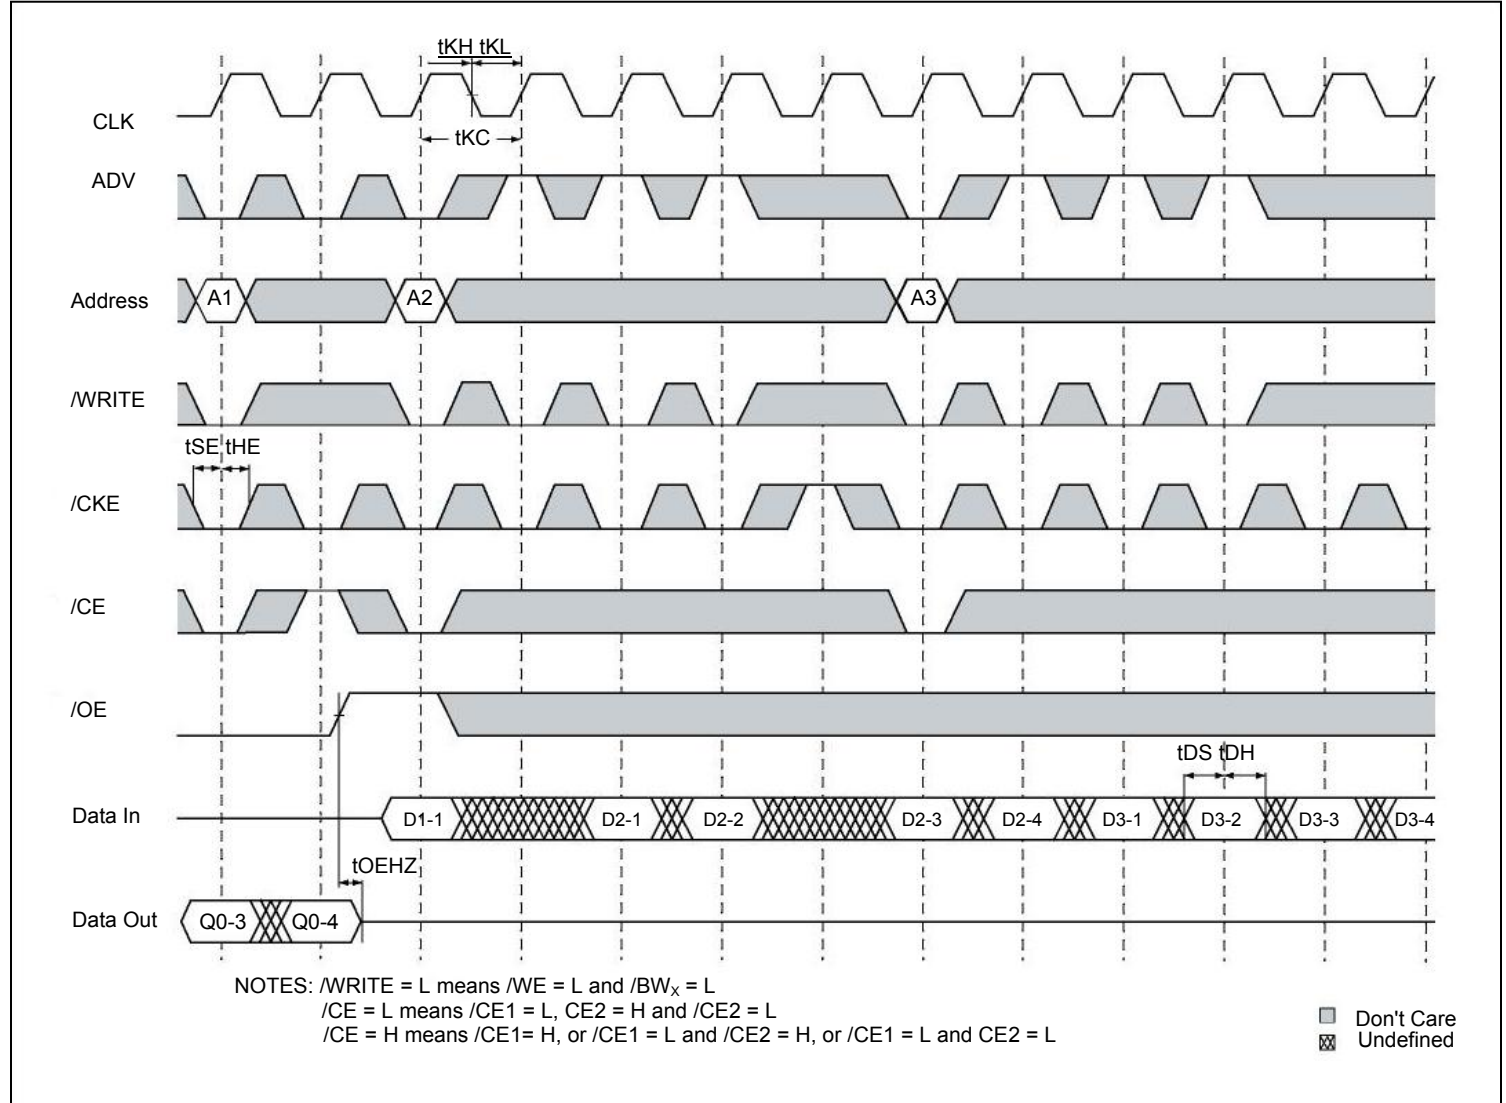 tKH tKL
CLK
tKC
ADV
Address A1 A2 A3
/WRITE
tSE tHE
/CKE
/CE
/OE
tDS tDH
Data In D1-1 D2-1 D2-2 D2-3 D2-4 D3-1 D3-2 D3-3 D3-4
tOEHZ
Data Out Q0-3 Q0-4
NOTES: /WRITE = L means /WE = L and /BWX = L
/CE = L means /CE1 = L, CE2 = H and /CE2 = L
/CE = H means /CE1= H, or /CE1 = L and /CE2 = H, or /CE1 = L and CE2 = L
Don't Care
Undefined